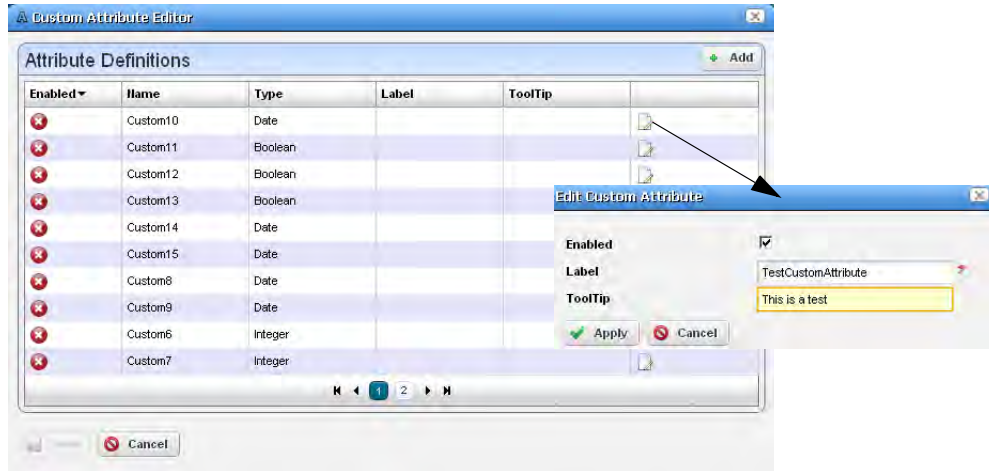 A Custom Attribute Editor
Attribute Definitions
Add
Enabled Name Type Label ToolTip
Custom10 Date
Custom11 Boolean
Custom12 Boolean
Custom13 Boolean
Custom14 Date
Custom15 Date
Custom8 Date
Custom9 Date
Custom6 Integer
Custom7 Integer
1 2
Cancel
Edit Custom Attribute
Enabled
Label TestCustomAttribute
ToolTip This is a test
Apply Cancel